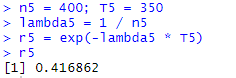 > n5 = 400; T5 = 350
> lambda5 = 1 / n5
> r5 = exp(-lambda5 * T5)
> r5
[1] 0.416862